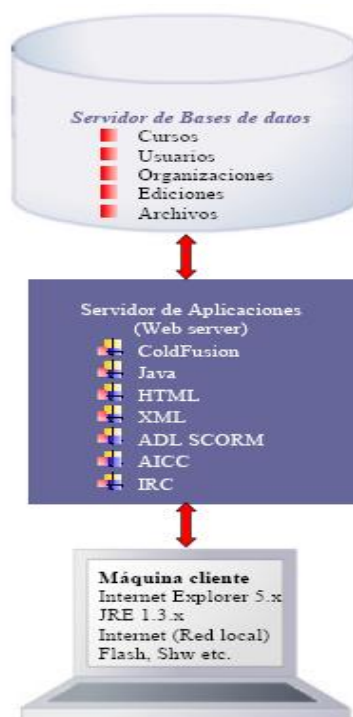 Servidor de Bases de datos
Cursos
Usuarios
Organizaciones
Ediciones
Archivos
Servidor de Aplicaciones
(Web server)
ColdFusion
Java
HTML
XML
ADL SCORM
AICC
IRC
Máquina cliente
Internet Explorer 5.x
JRE 1.3.x
Internet (Red local)
Flash, Shw etc.